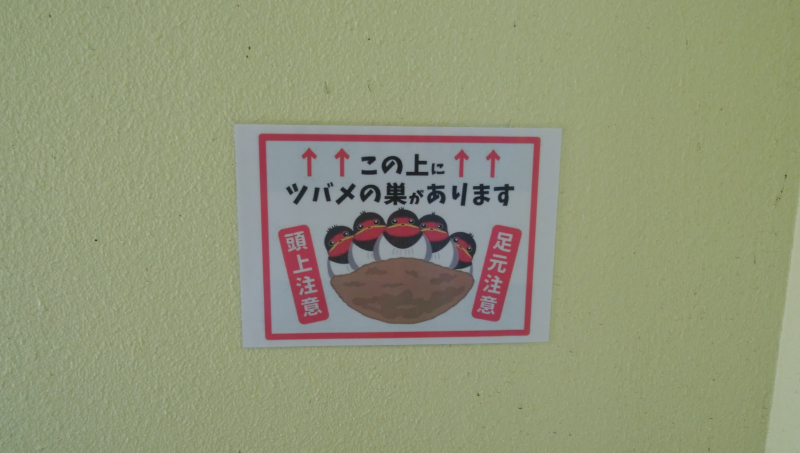 ↑↑この上に↑↑
ツバメの巣があります
頭上注意
足元注意